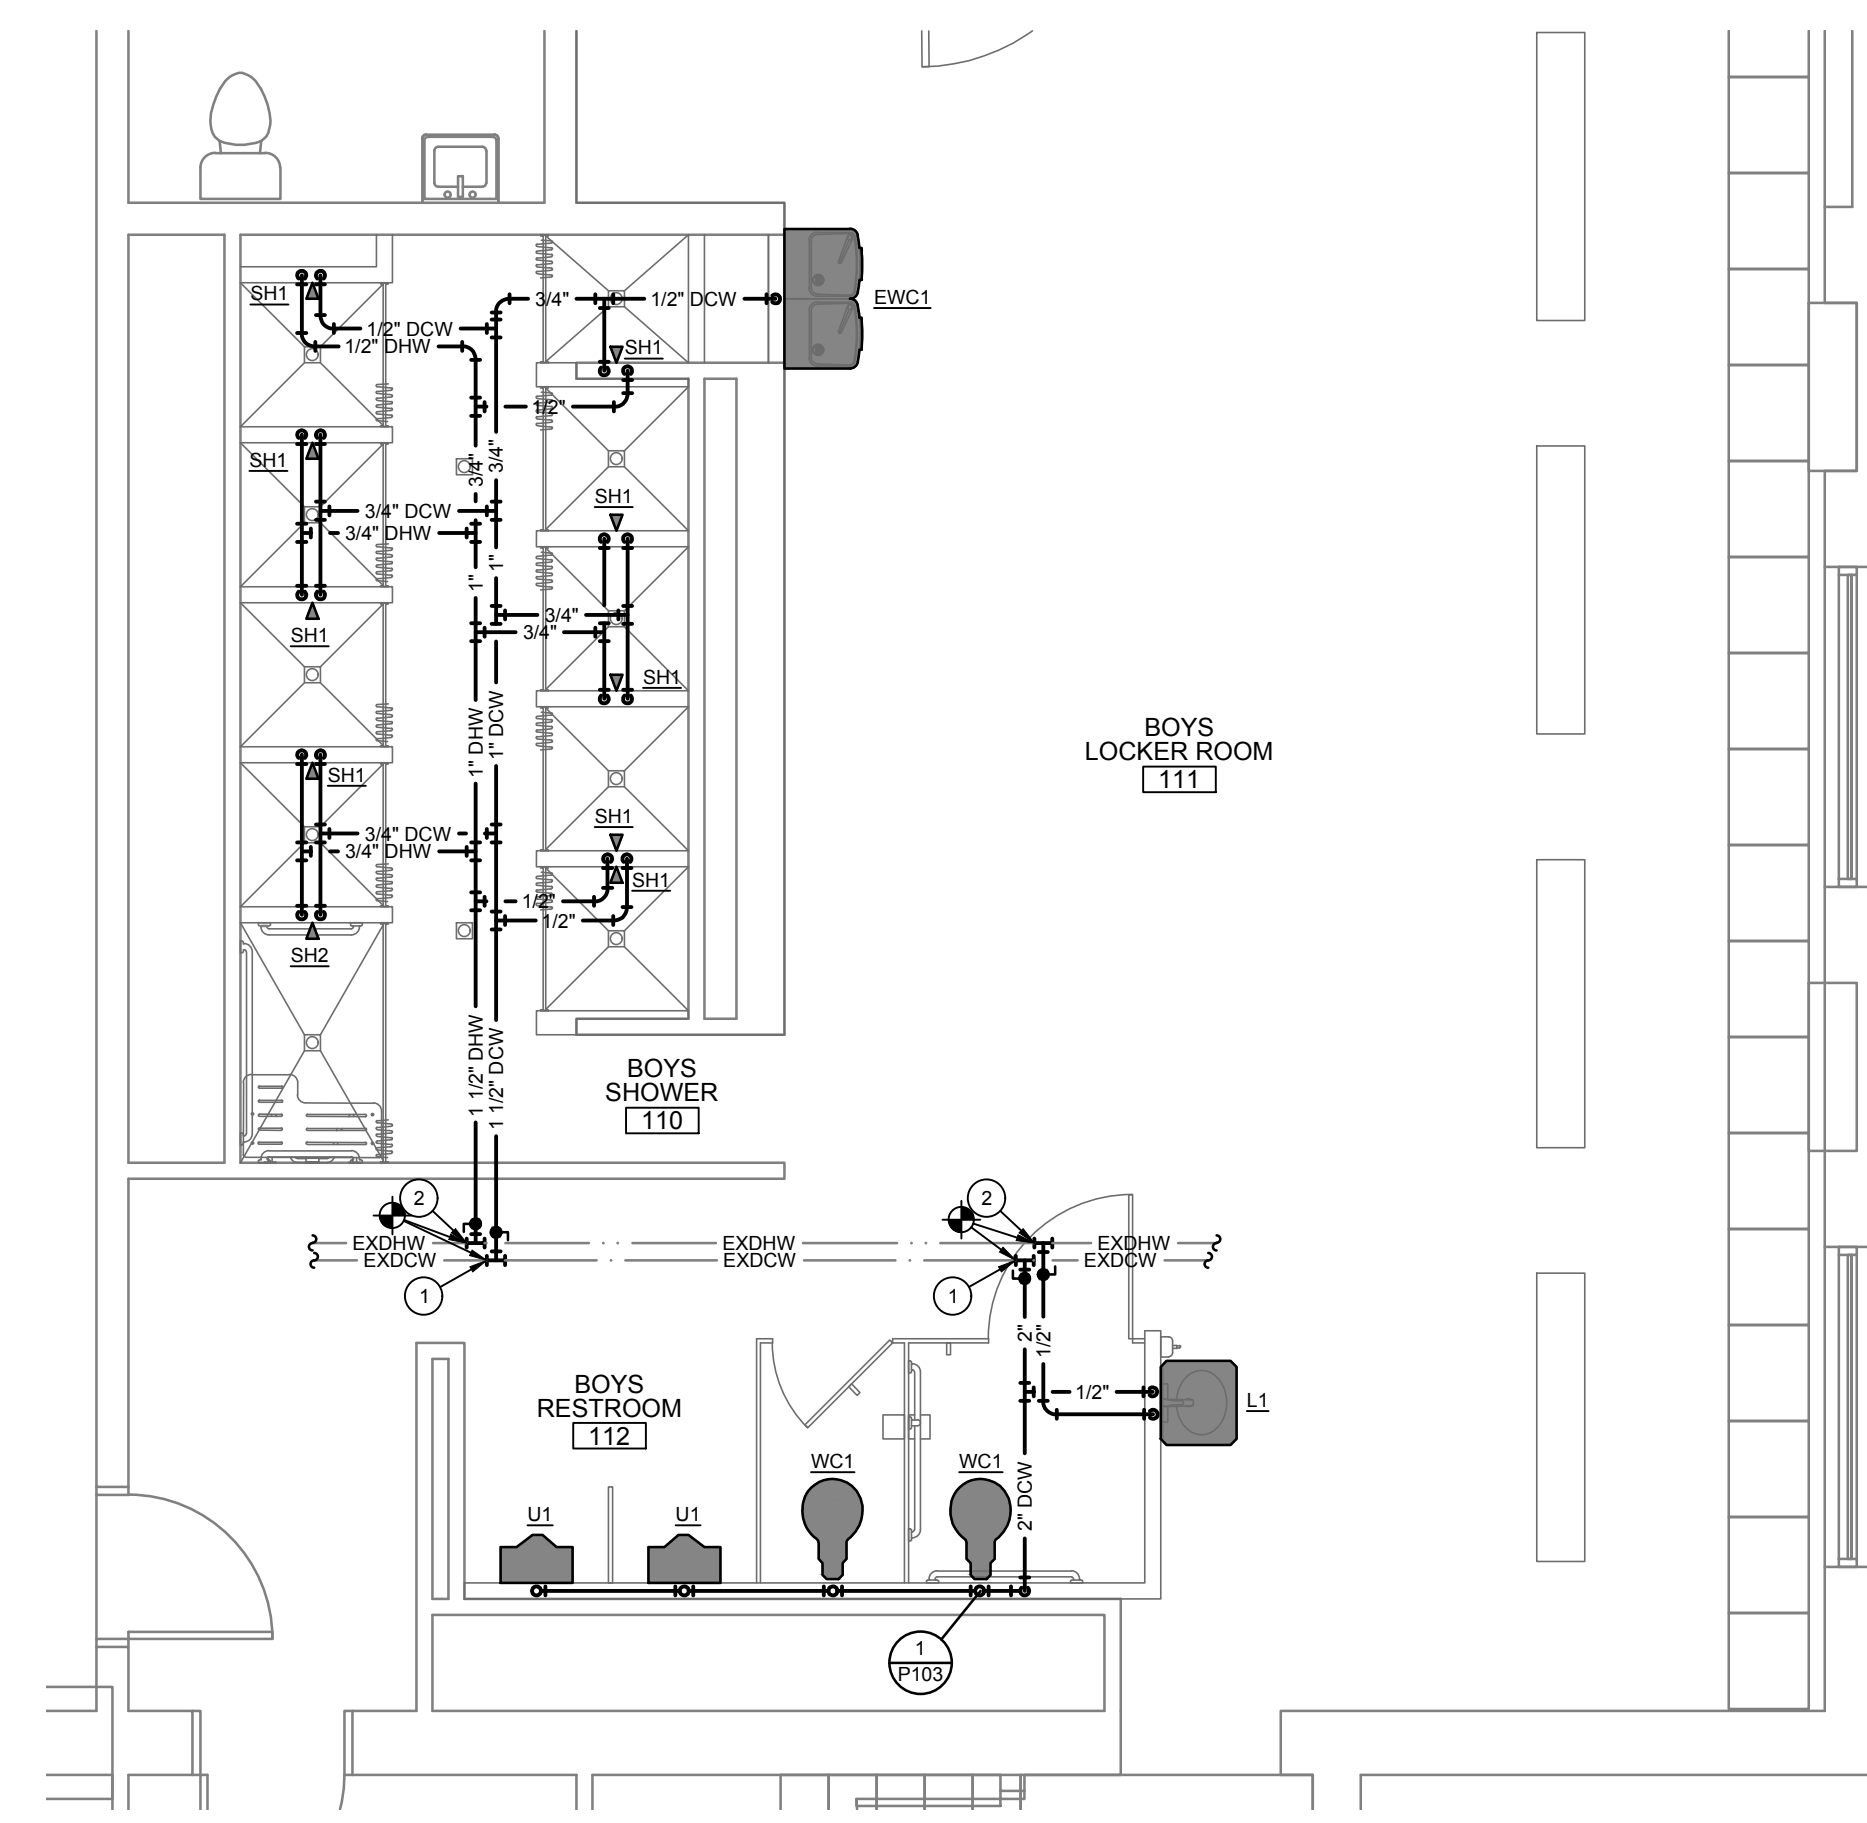 SH1
3/4"
1/2" DCW
EWC1
1/2" DCW
1/2" DHW
SH1
1/2"
SH1
3/4"
3/4"
SH1
3/4" DCW
3/4" DHW
1"
1"
3/4"
3/4"
SH1
SH1
1" DHW
1" DCW
BOYS
LOCKER ROOM
111
SH1
SH1
3/4" DCW
3/4" DHW
SH1
1/2"
1/2"
SH2
1 1/2" DHW
1 1/2" DCW
BOYS
SHOWER
110
2
2
EXDHW
EXDHW
EXDHW
EXDCW
EXDCW
EXDCW
1
1
2"
1/2"
BOYS
RESTROOM
112
1/2"
L1
WC1
WC1
2" DCW
U1
U1
1
P103